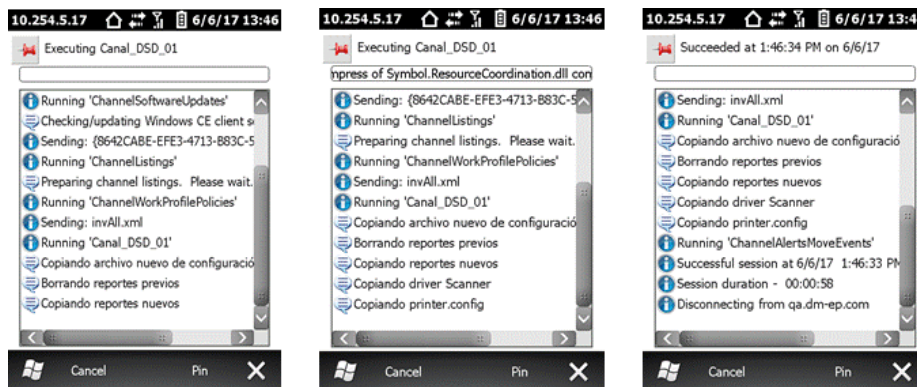 10.254.5.17 6/6/17 13:46
Executing Canal_DSD_01
Running 'ChannelSoftwareUpdates'
Checking/updating Windows CE client s
Sending: {8642CABE-EFE3-4713-B83C-5
Running 'ChannelListings'
Preparing channel listings. Please wait.
Running 'ChannelWorkProfilePolicies'
Sending: invAll.xml
Running 'Canal_DSD_01'
Copiando archivo nuevo de configuració
Borrando reportes previos
Copiando reportes nuevos
Cancel Pin
10.254.5.17 6/6/17 13:46
Executing Canal_DSD_01
npress of Symbol.ResourceCoordination.dll con
Sending: {8642CABE-EFE3-4713-B83C-5
Running 'ChannelListings'
Preparing channel listings. Please wait.
Running 'ChannelWorkProfilePolicies'
Sending: invAll.xml
Running 'Canal_DSD_01'
Copiando archivo nuevo de configuració
Borrando reportes previos
Copiando reportes nuevos
Copiando driver Scanner
Copiando printer.config
Cancel Pin
10.254.5.17 6/6/17 13:4
Succeeded at 1:46:34 PM on 6/6/17
Sending: invAll.xml
Running 'Canal_DSD_01'
Copiando archivo nuevo de configuració
Borrando reportes previos
Copiando reportes nuevos
Copiando driver Scanner
Copiando printer.config
Running 'ChannelAlertsMoveEvents'
Successful session at 6/6/17 1:46:33 PM
Session duration - 00:00:58
Disconnecting from qa.dm-ep.com
Cancel Pin